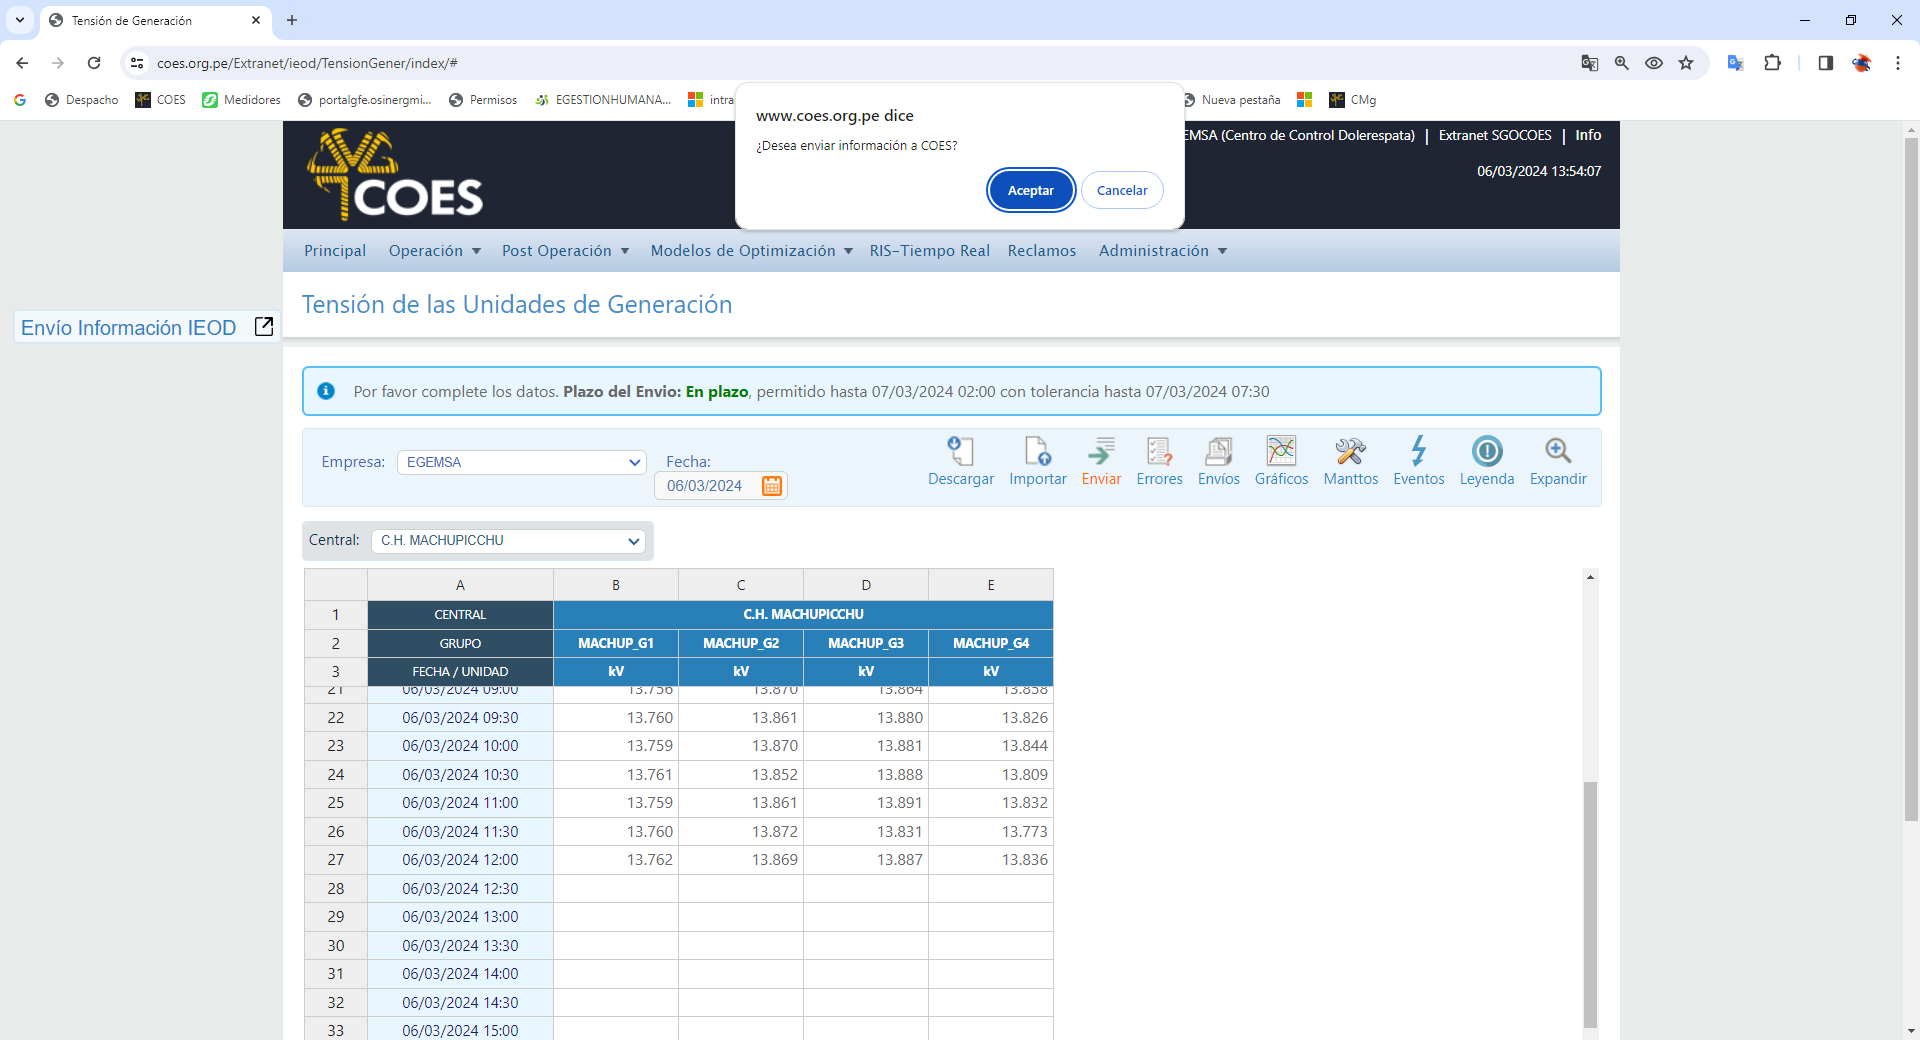 Tensión de Generación
coes.org.pe/Extranet/ieod/TensionGener/index/#
Despacho
COES
Medidores
portalgfe.osinergmi...
Permisos
EGESTIONHUMANA...
intra
Nueva pestaña
CMg
www.coes.org.pe dice
¿Desea enviar información a COES?
Aceptar
Cancelar
COES
EMSA (Centro de Control Dolerespata) | Extranet SGOCOES | Info
06/03/2024 13:54:07
Principal
Operación
Post Operación
Modelos de Optimización
RIS-Tiempo Real
Reclamos
Administración
Tensión de las Unidades de Generación
Envío Información IEOD
Por favor complete los datos. Plazo del Envio: En plazo, permitido hasta 07/03/2024 02:00 con tolerancia hasta 07/03/2024 07:30
Empresa:
EGEMSA
Fecha:
06/03/2024
Descargar
Importar
Enviar
Errores
Envíos
Gráficos
Manttos
Eventos
Leyenda
Expandir
Central:
C.H. MACHUPICCHU
A B C D E
1 CENTRAL C.H. MACHUPICCHU
2 GRUPO MACHUP_G1 MACHUP_G2 MACHUP_G3 MACHUP_G4
3 FECHA / UNIDAD kV kV kV kV
21 06/03/2024 09:00 13.756 13.870 13.864 13.858
22 06/03/2024 09:30 13.760 13.861 13.880 13.826
23 06/03/2024 10:00 13.759 13.870 13.881 13.844
24 06/03/2024 10:30 13.761 13.852 13.888 13.809
25 06/03/2024 11:00 13.759 13.861 13.891 13.832
26 06/03/2024 11:30 13.760 13.872 13.831 13.773
27 06/03/2024 12:00 13.762 13.869 13.887 13.836
28 06/03/2024 12:30
29 06/03/2024 13:00
30 06/03/2024 13:30
31 06/03/2024 14:00
32 06/03/2024 14:30
33 06/03/2024 15:00